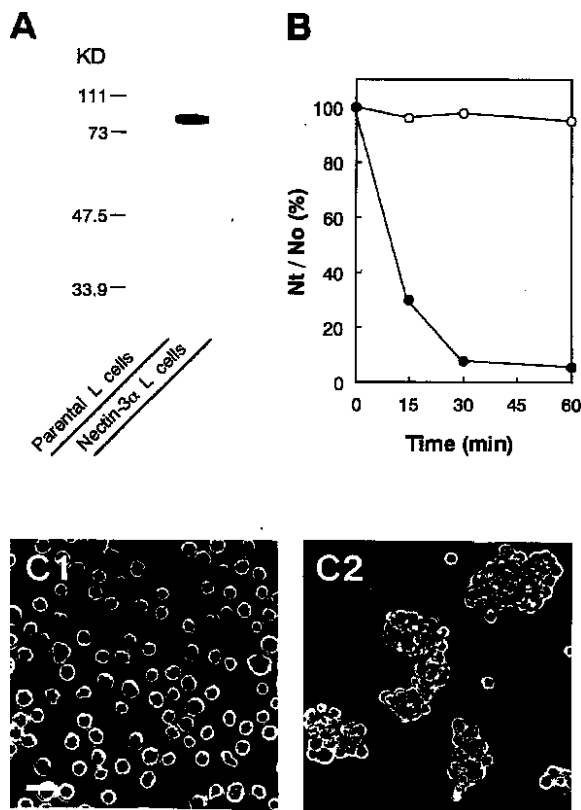 A
KD
111
73
47.5
33.9
Parental L cells
Nectin-3α L cells
B
Nt / No (%)
100
80
60
40
20
0
0 15 30 45 60
Time (min)
C1
C2